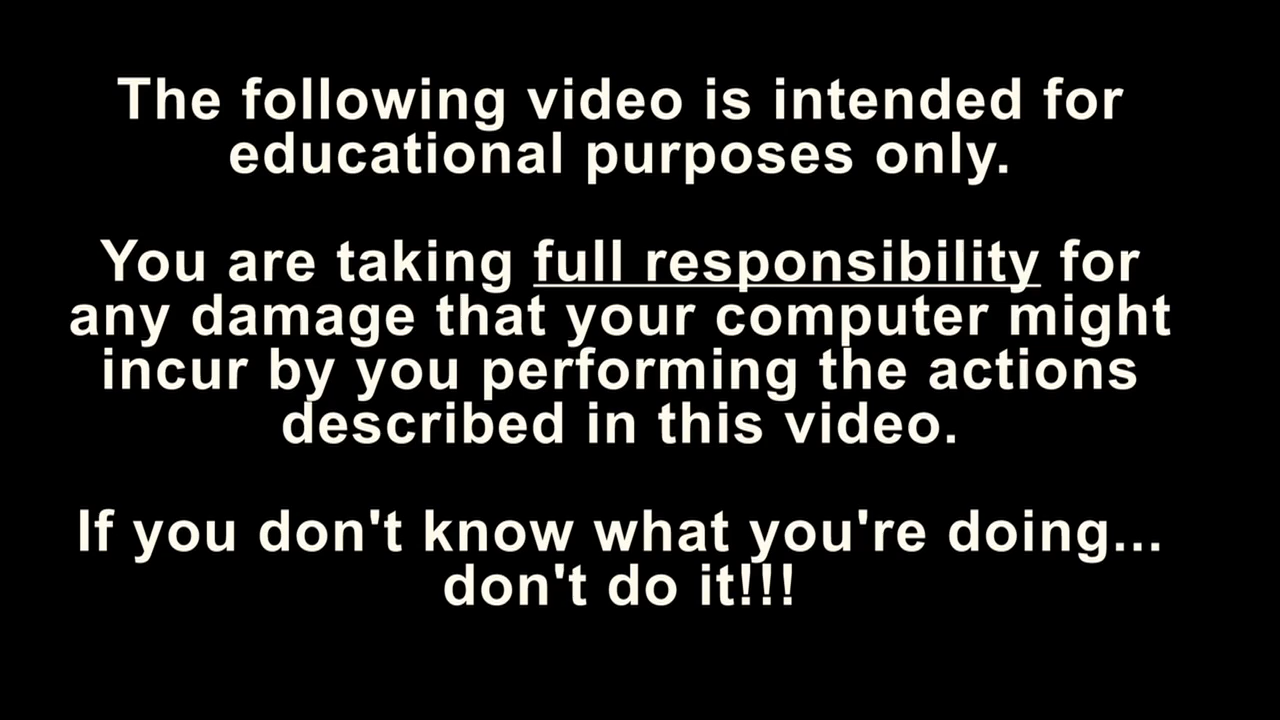 The following video is intended for
educational purposes only.
You are taking full responsibility for
any damage that your computer might
incur by you performing the actions
described in this video.
If you don't know what you're doing...
don't do it!!!